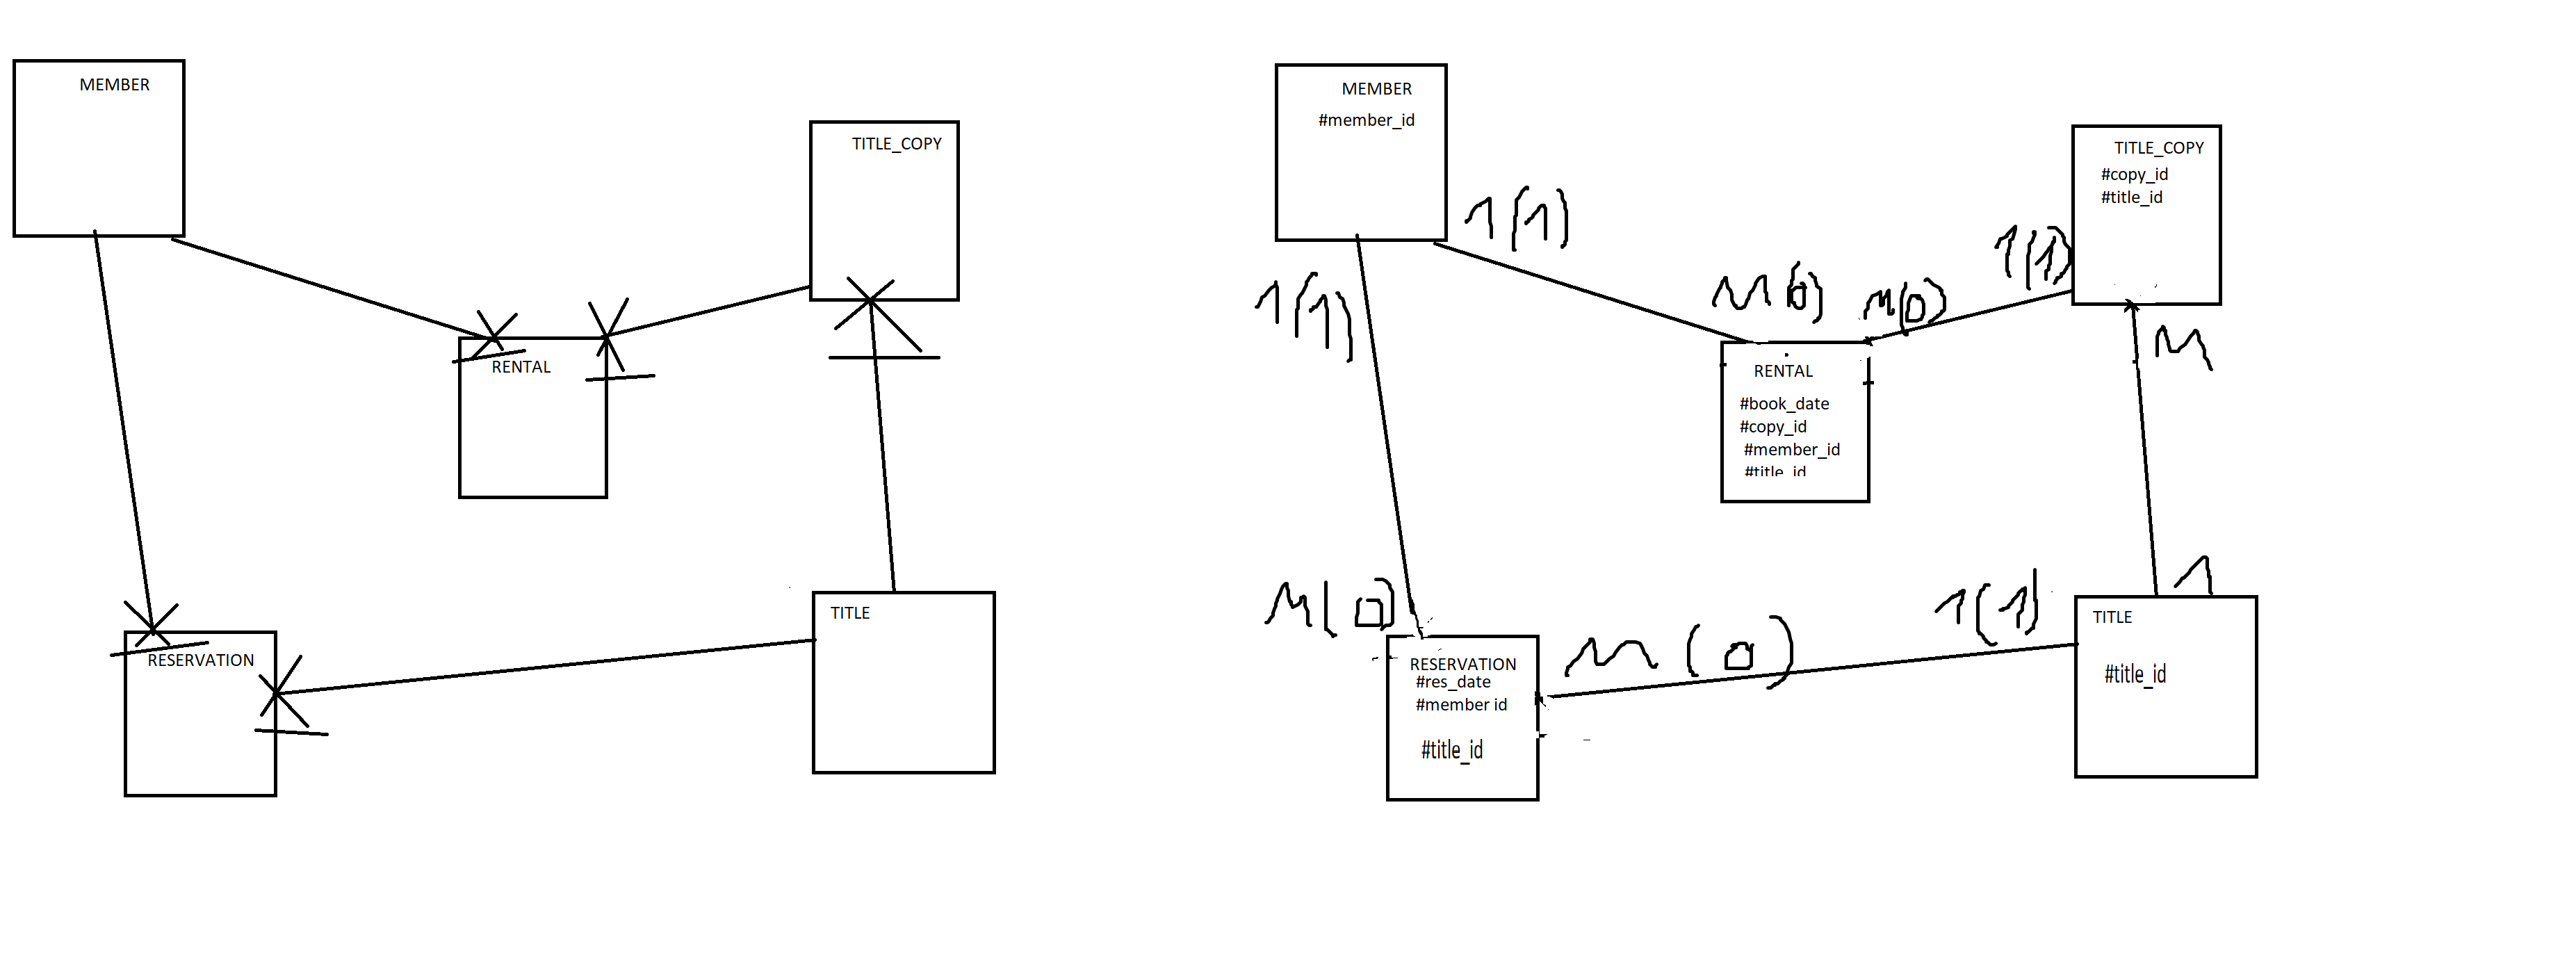 MEMBER
TITLE_COPY
RENTAL
TITLE
RESERVATION
MEMBER
#member_id
1(1)
1(1)
TITLE_COPY
#copy_id
#title_id
1(1)
M(0)
M(0)
M
RENTAL
#book_date
#copy_id
#member_id
#title_id
M(0)
RESERVATION
#res_date
#member id
#title_id
M(0)
1(1)
1
TITLE
#title_id